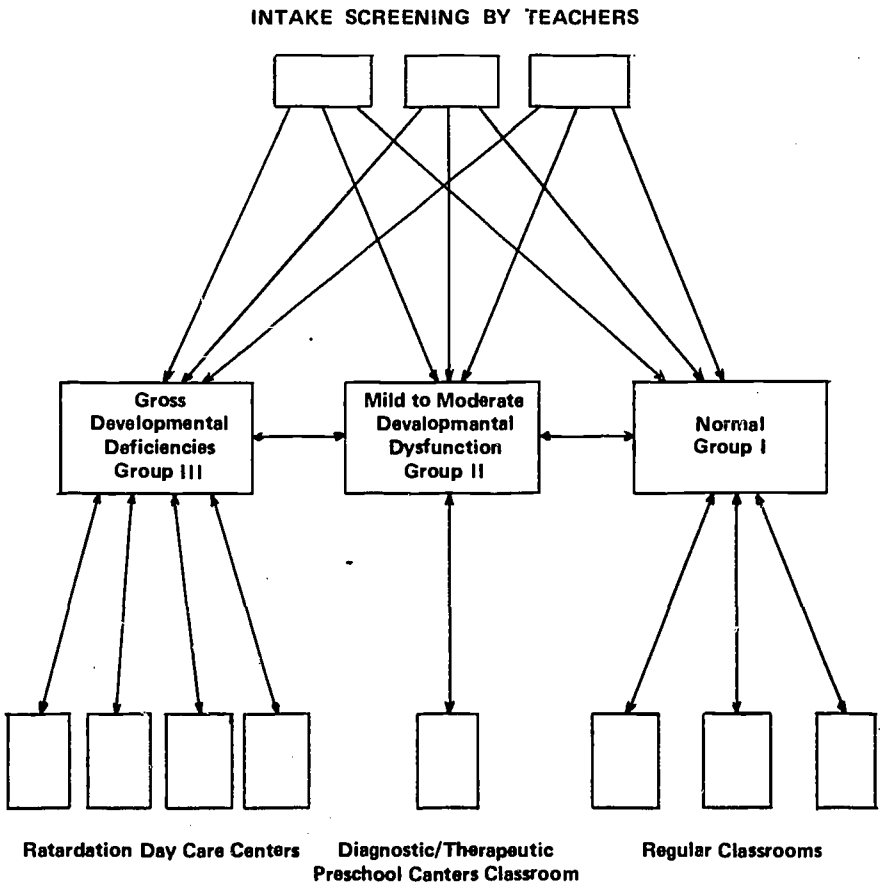 INTAKE SCREENING BY TEACHERS
Gross
Developmental
Deficiencies
Group III
Mild to Moderate
Devalopmantal
Dysfunction
Group II
Normal
Group I
Ratardation Day Care Centers
Diagnostic/Therapeutic
Preschool Canters Classroom
Regular Classrooms